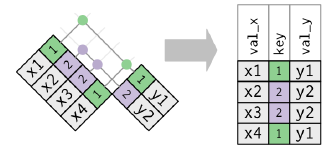 x1 1
x2 2
x3 2
x4 1
1 y1
2 y2
val_x key val_y
x1 1 y1
x2 2 y2
x3 2 y2
x4 1 y1